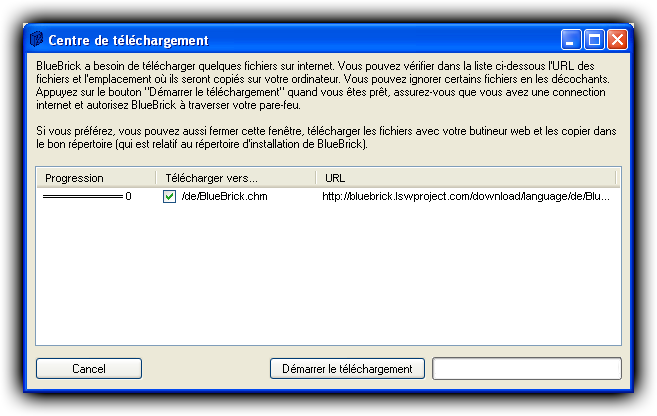 Centre de téléchargement
BlueBrick a besoin de télécharger quelques fichiers sur internet. Vous pouvez vérifier dans la liste ci-dessous l'URL des
fichiers et l'emplacement où ils seront copiés sur votre ordinateur. Vous pouvez ignorer certains fichiers en les décochants.
Appuyez sur le bouton "Démarrer le téléchargement" quand vous êtes prêt, assurez-vous que vous avez une connection
internet et autorisez BlueBrick à traverser votre pare-feu.
Si vous préférez, vous pouvez aussi fermer cette fenêtre, télécharger les fichiers avec votre butineur web et les copier dans
le bon répertoire (qui est relatif au répertoire d'installation de BlueBrick).
Progression Télécharger vers... URL
0 /de/BlueBrick.chm http://bluebrick.lswproject.com/download/language/de/Blu...
Cancel Démarrer le téléchargement